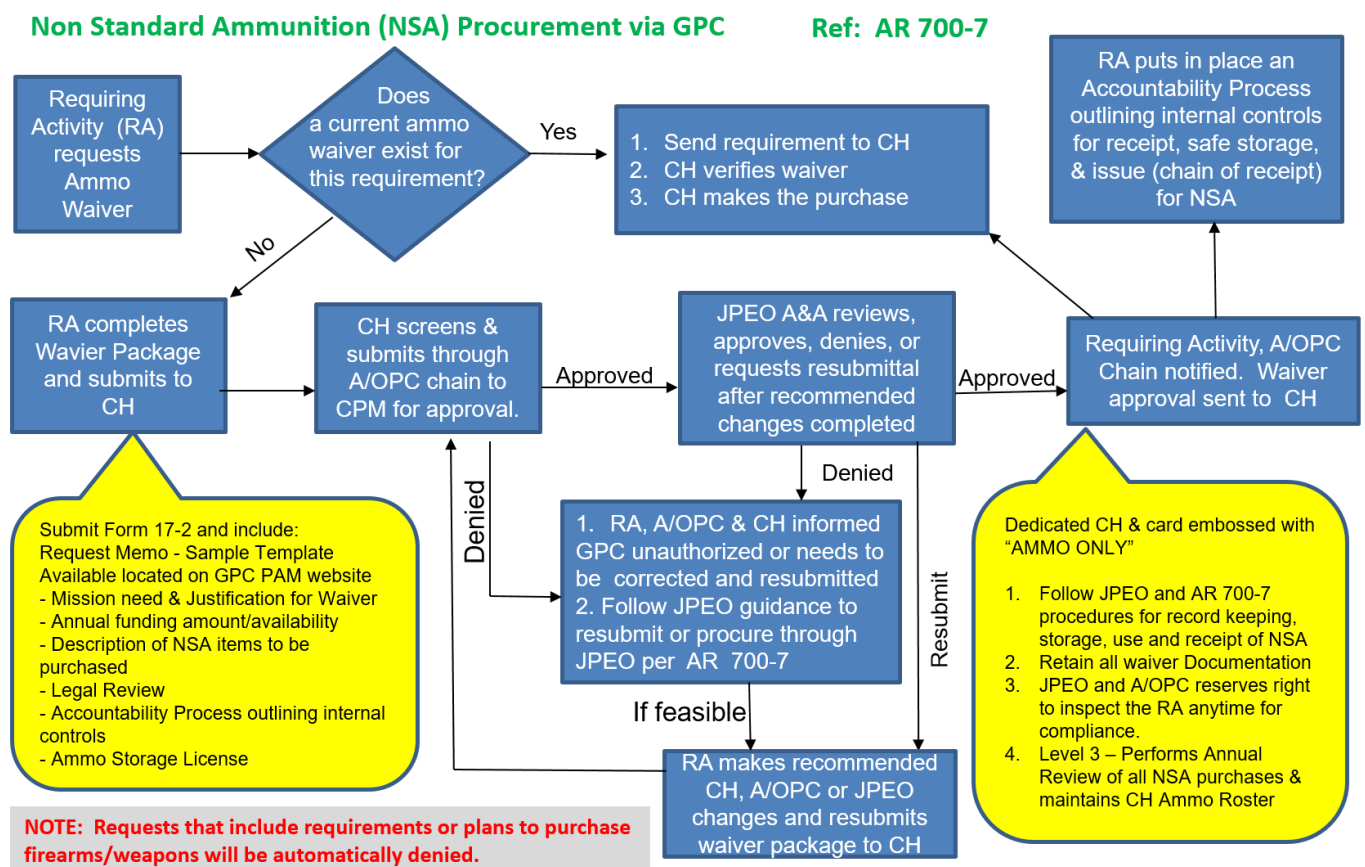 Non Standard Ammunition (NSA) Procurement via GPC
Ref: AR 700-7
Requiring
Activity (RA)
requests
Ammo
Waiver
Does
a current ammo
waiver exist for
this requirement?
Yes
No
1. Send requirement to CH
2. CH verifies waiver
3. CH makes the purchase
RA puts in place an
Accountability Process
outlining internal controls
for receipt, safe storage,
& issue (chain of receipt)
for NSA
RA completes
Wavier Package
and submits to
CH
CH screens &
submits through
A/OPC chain to
CPM for approval.
Approved
JPEO A&A reviews,
approves, denies, or
requests resubmittal
after recommended
changes completed
Approved
Requiring Activity, A/OPC
Chain notified. Waiver
approval sent to CH
Denied
Denied
Resubmit
1. RA, A/OPC & CH informed
GPC unauthorized or needs to
be corrected and resubmitted
2. Follow JPEO guidance to
resubmit or procure through
JPEO per AR 700-7
If feasible
RA makes recommended
CH, A/OPC or JPEO
changes and resubmits
waiver package to CH
Submit Form 17-2 and include:
Request Memo - Sample Template
Available located on GPC PAM website
- Mission need & Justification for Waiver
- Annual funding amount/availability
- Description of NSA items to be
purchased
- Legal Review
- Accountability Process outlining internal
controls
- Ammo Storage License
Dedicated CH & card embossed with
“AMMO ONLY”
1. Follow JPEO and AR 700-7
procedures for record keeping,
storage, use and receipt of NSA
2. Retain all waiver Documentation
3. JPEO and A/OPC reserves right
to inspect the RA anytime for
compliance.
4. Level 3 – Performs Annual
Review of all NSA purchases &
maintains CH Ammo Roster
NOTE: Requests that include requirements or plans to purchase
firearms/weapons will be automatically denied.